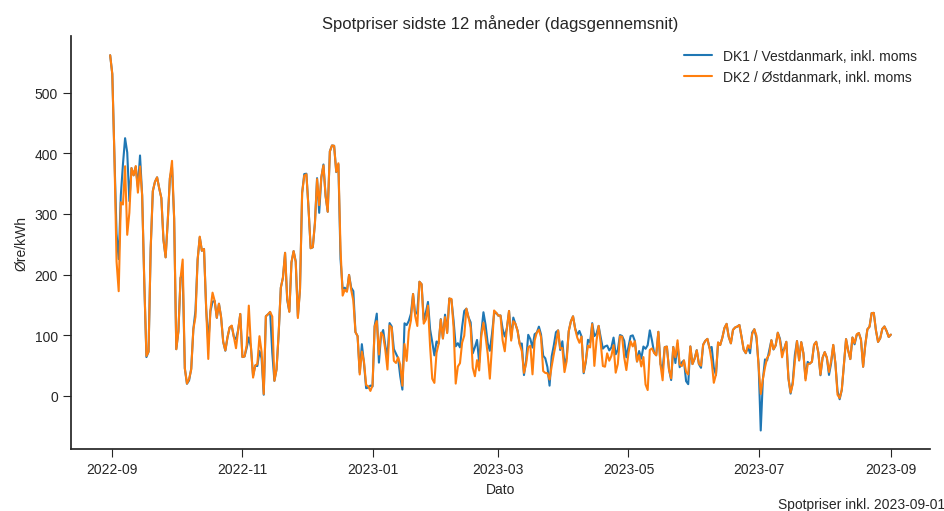 Spotpriser sidste 12 måneder (dagsgennemsnit)
DK1 / Vestdanmark, inkl. moms
DK2 / Østdanmark, inkl. moms
Øre/kWh
500
400
300
200
100
0
2022-09 2022-11 2023-01 2023-03 2023-05 2023-07 2023-09
Dato
Spotpriser inkl. 2023-09-01